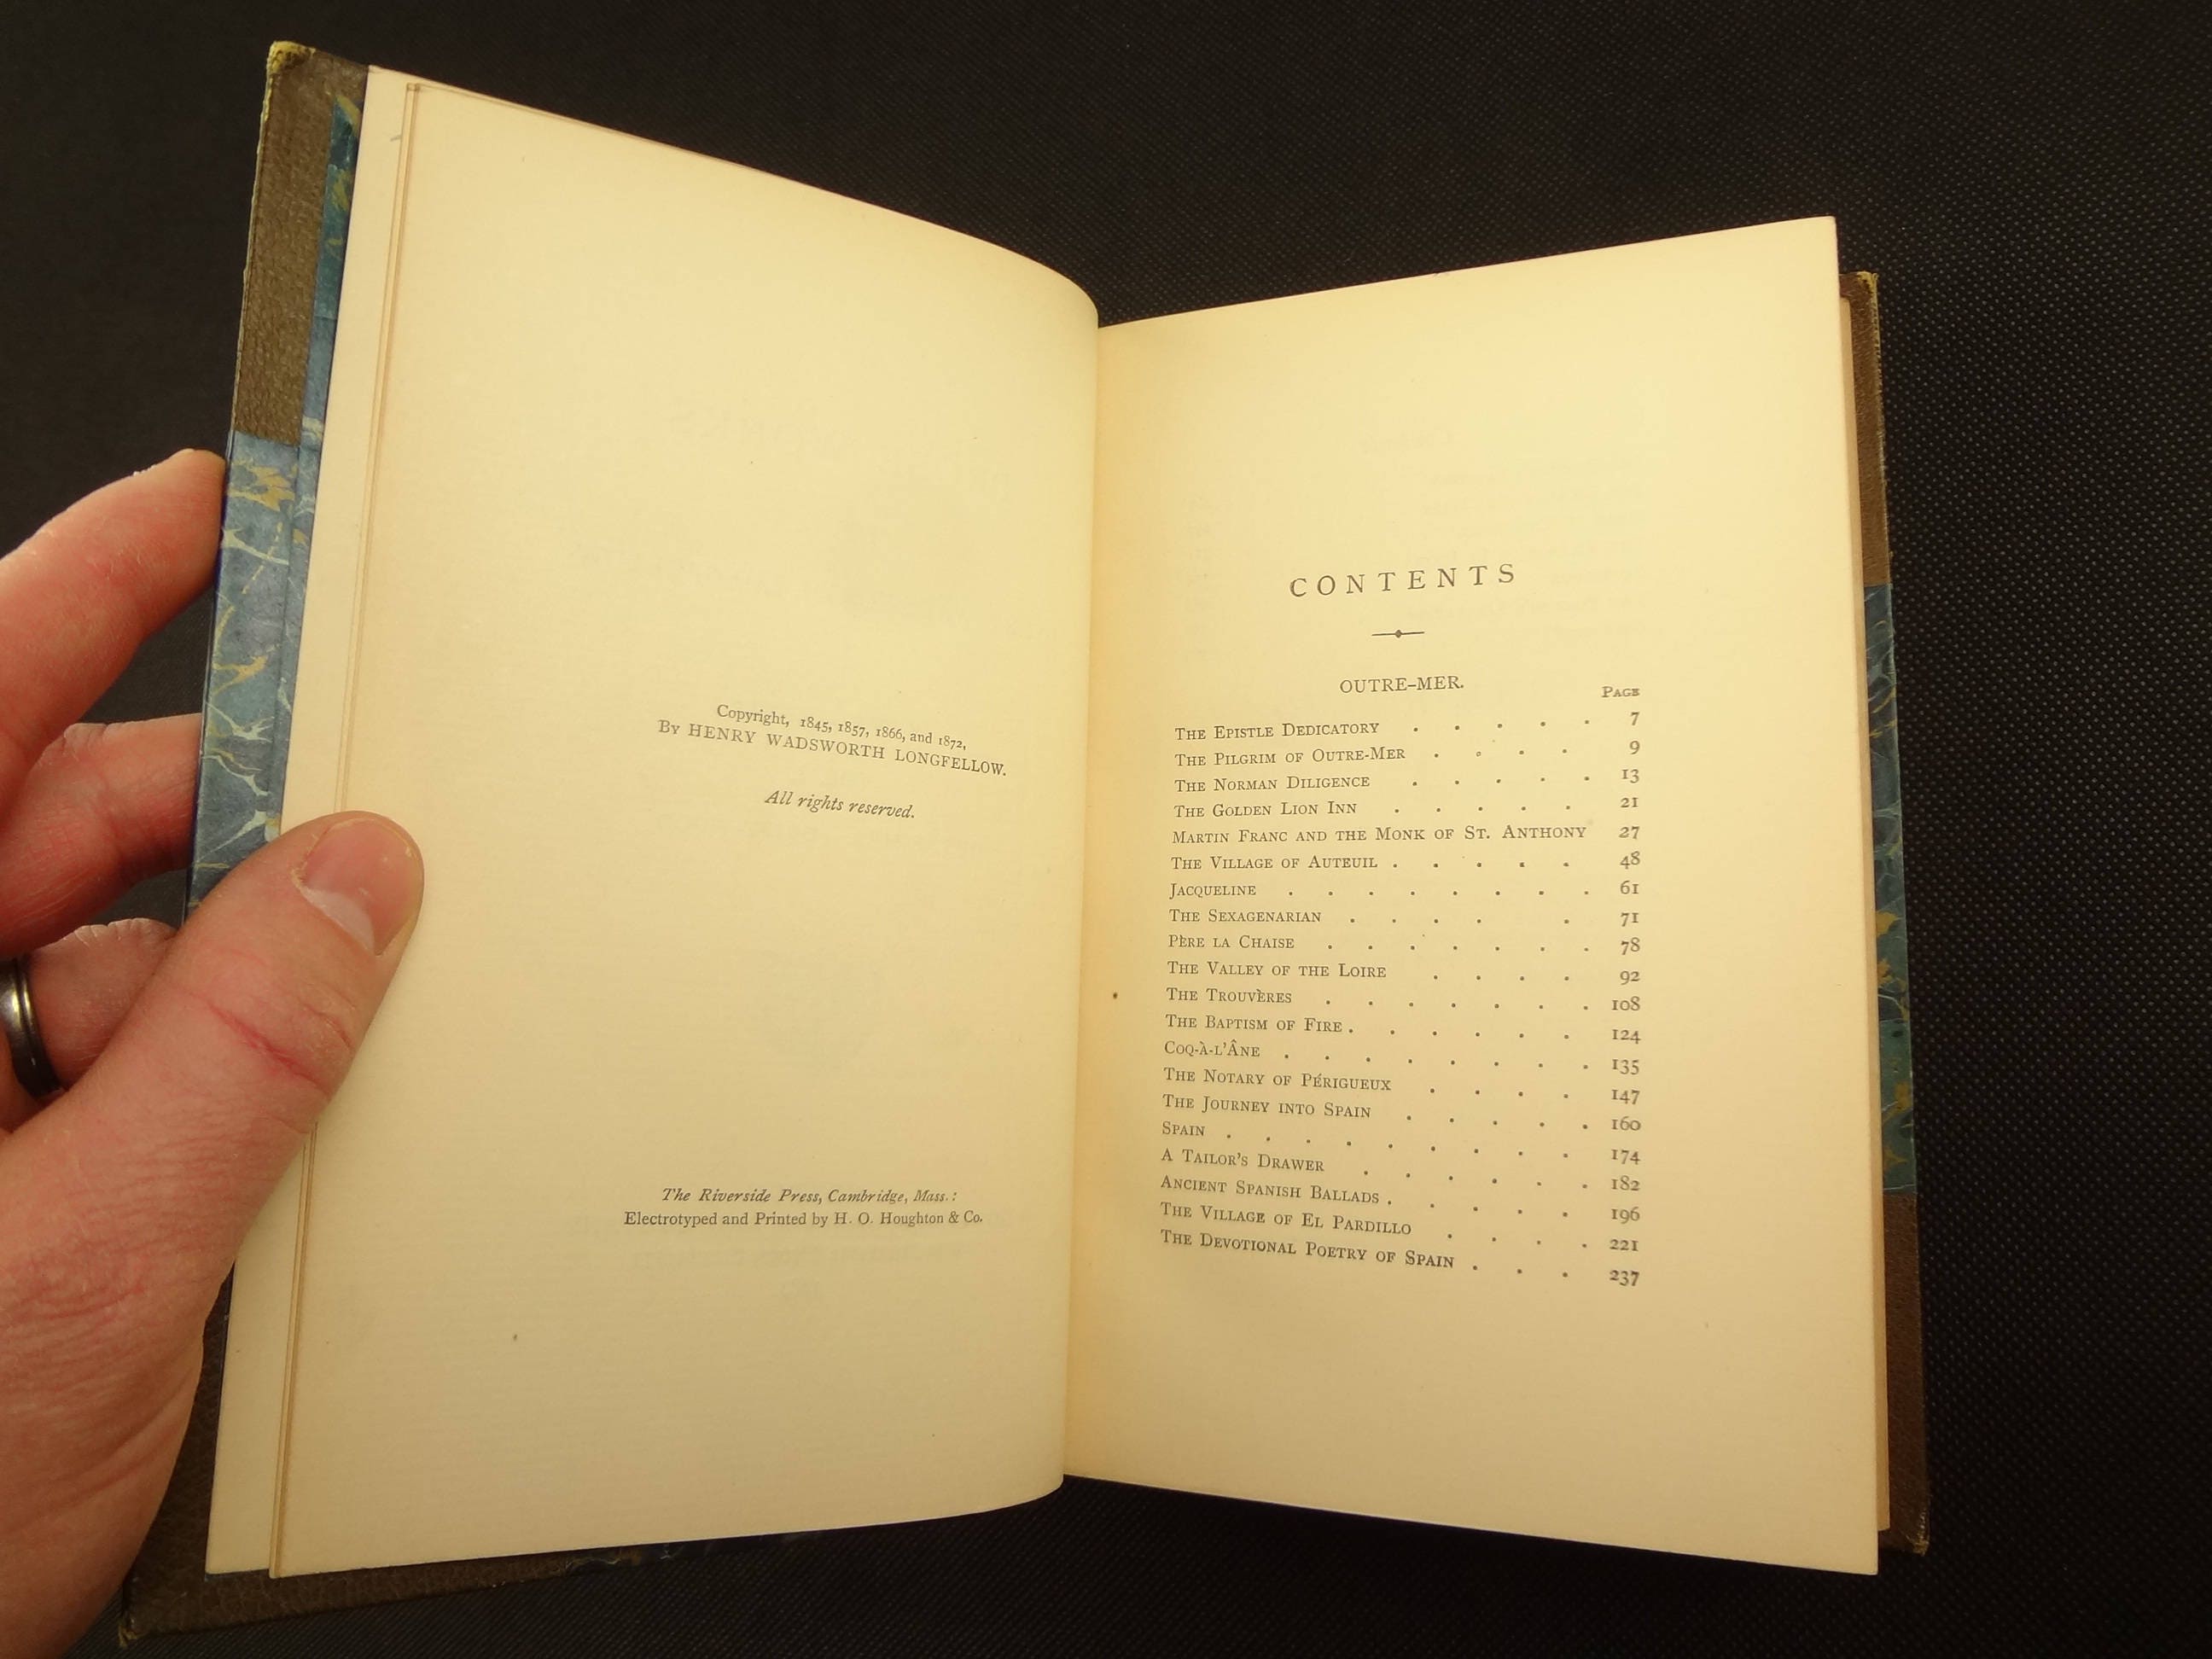 Copyright, 1845, 1857, 1866, and 1872,
By HENRY WADSWORTH LONGFELLOW.
All rights reserved.
The Riverside Press, Cambridge, Mass.:
Electrotyped and Printed by H. O. Houghton & Co.
CONTENTS
OUTRE-MER.
PAGE
THE EPISTLE DEDICATORY . . . . . 7
THE PILGRIM OF OUTRE-MER . . . . 9
THE NORMAN DILIGENCE . . . . . 13
THE GOLDEN LION INN . . . . . 21
MARTIN FRANC AND THE MONK OF ST. ANTHONY 27
THE VILLAGE OF AUTEUIL . . . . . 48
JACQUELINE . . . . . . . . 61
THE SEXAGENARIAN . . . . . 71
PÈRE LA CHAISE . . . . . . . 78
THE VALLEY OF THE LOIRE . . . . 92
THE TROUVÈRES . . . . . . . 108
THE BAPTISM OF FIRE . . . . . . 124
COQ-À-L'ÂNE . . . . . . . . 135
THE NOTARY OF PÉRIGUEUX . . . . 147
THE JOURNEY INTO SPAIN . . . . . 160
SPAIN . . . . . . . . . 174
A TAILOR'S DRAWER . . . . . . 182
ANCIENT SPANISH BALLADS . . . . . 196
THE VILLAGE OF EL PARDILLO . . . . 221
THE DEVOTIONAL POETRY OF SPAIN . . . 237